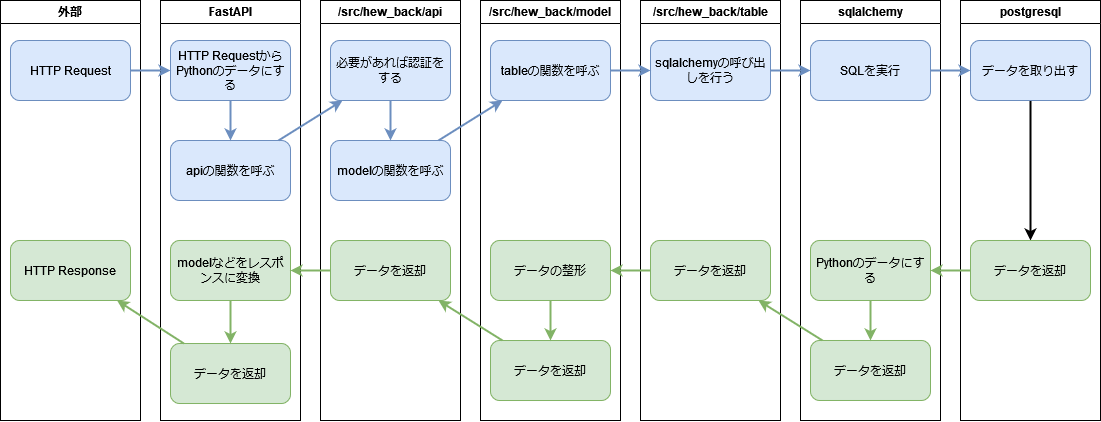 外部
FastAPI
/src/hew_back/api
/src/hew_back/model
/src/hew_back/table
sqlalchemy
postgresql
HTTP Request
HTTP Requestから
Pythonのデータにす
る
必要があれば認証を
する
tableの関数を呼ぶ
sqlalchemyの呼び出
しを行う
SQLを実行
データを取り出す
apiの関数を呼ぶ
modelの関数を呼ぶ
HTTP Response
modelなどをレスポ
ンスに変換
データを返却
データの整形
データを返却
Pythonのデータにす
る
データを返却
データを返却
データを返却
データを返却